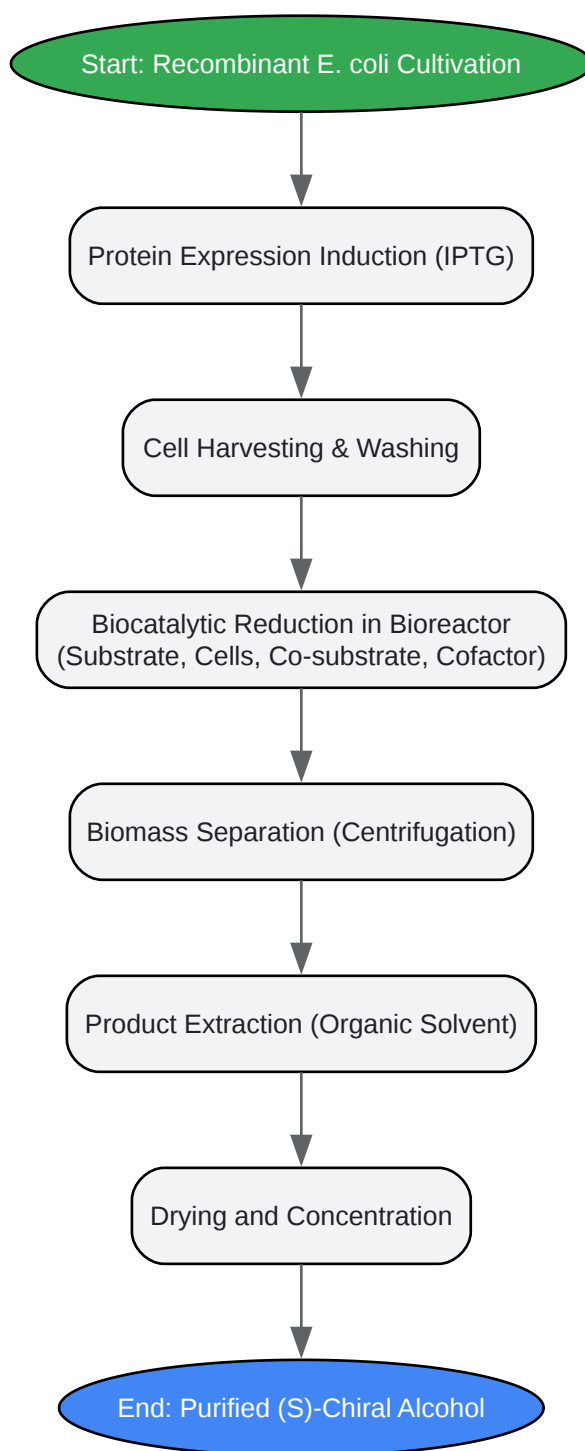 Start: Recombinant E. coli Cultivation
Protein Expression Induction (IPTG)
Cell Harvesting & Washing
Biocatalytic Reduction in Bioreactor
(Substrate, Cells, Co-substrate, Cofactor)
Biomass Separation (Centrifugation)
Product Extraction (Organic Solvent)
Drying and Concentration
End: Purified (S)-Chiral Alcohol